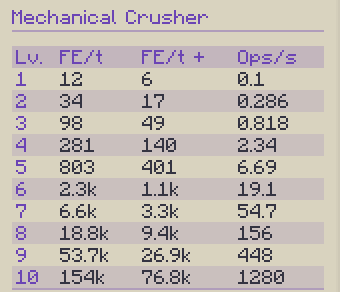 Mechanical Crusher
Lv. FE/t FE/t + Ops/s
1 12 6 0.1
2 34 17 0.286
3 98 49 0.818
4 281 140 2.34
5 803 401 6.69
6 2.3k 1.1k 19.1
7 6.6k 3.3k 54.7
8 18.8k 9.4k 156
9 53.7k 26.9k 448
10 154k 76.8k 1280